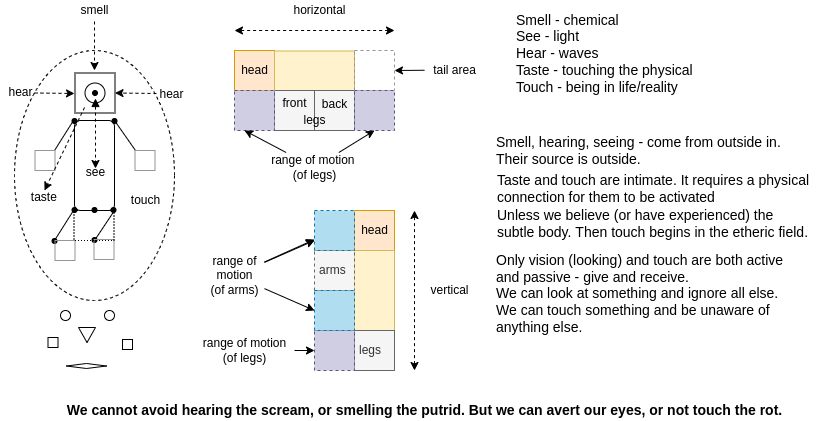 smell
hear
hear
see
taste
touch
horizontal
head
tail area
front
back
legs
range of motion
(of legs)
head
range of
motion
(of arms)
arms
vertical
range of motion
(of legs)
legs
Smell - chemical
See - light
Hear - waves
Taste - touching the physical
Touch - being in life/reality
Smell, hearing, seeing - come from outside in.
Their source is outside.
Taste and touch are intimate. It requires a physical
connection for them to be activated
Unless we believe (or have experienced) the
subtle body. Then touch begins in the etheric field.
Only vision (looking) and touch are both active
and passive - give and receive.
We can look at something and ignore all else.
We can touch something and be unaware of
anything else.
We cannot avoid hearing the scream, or smelling the putrid. But we can avert our eyes, or not touch the rot.